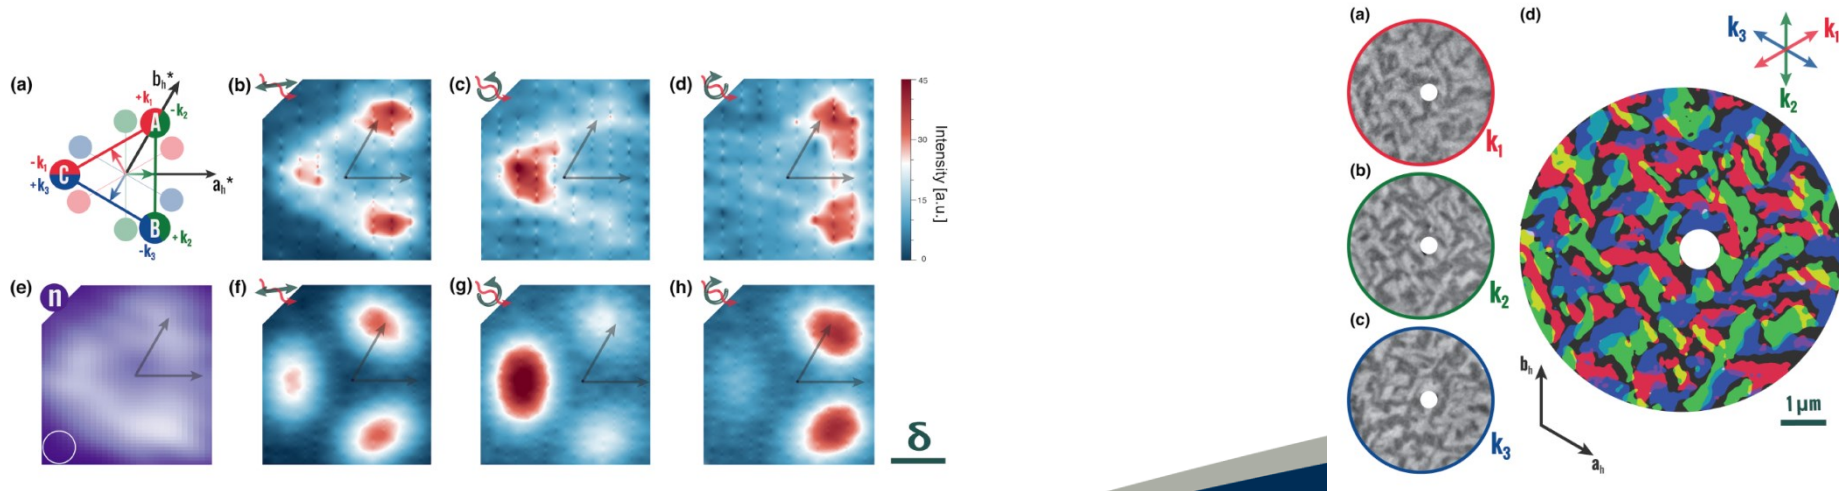 (a)
b_h*
+k₁
-k₂
A
-k₁
C
+k₃
a_h*
B
+k₂
-k₃
(b)
(c)
(d)
45
30
15
0
Intensity [a.u.]
(e)
n
(f)
(g)
(h)
δ
(a)
k₁
(b)
k₂
(c)
k₃
(d)
k₃
k₁
k₂
b_h
a_h
1 µm